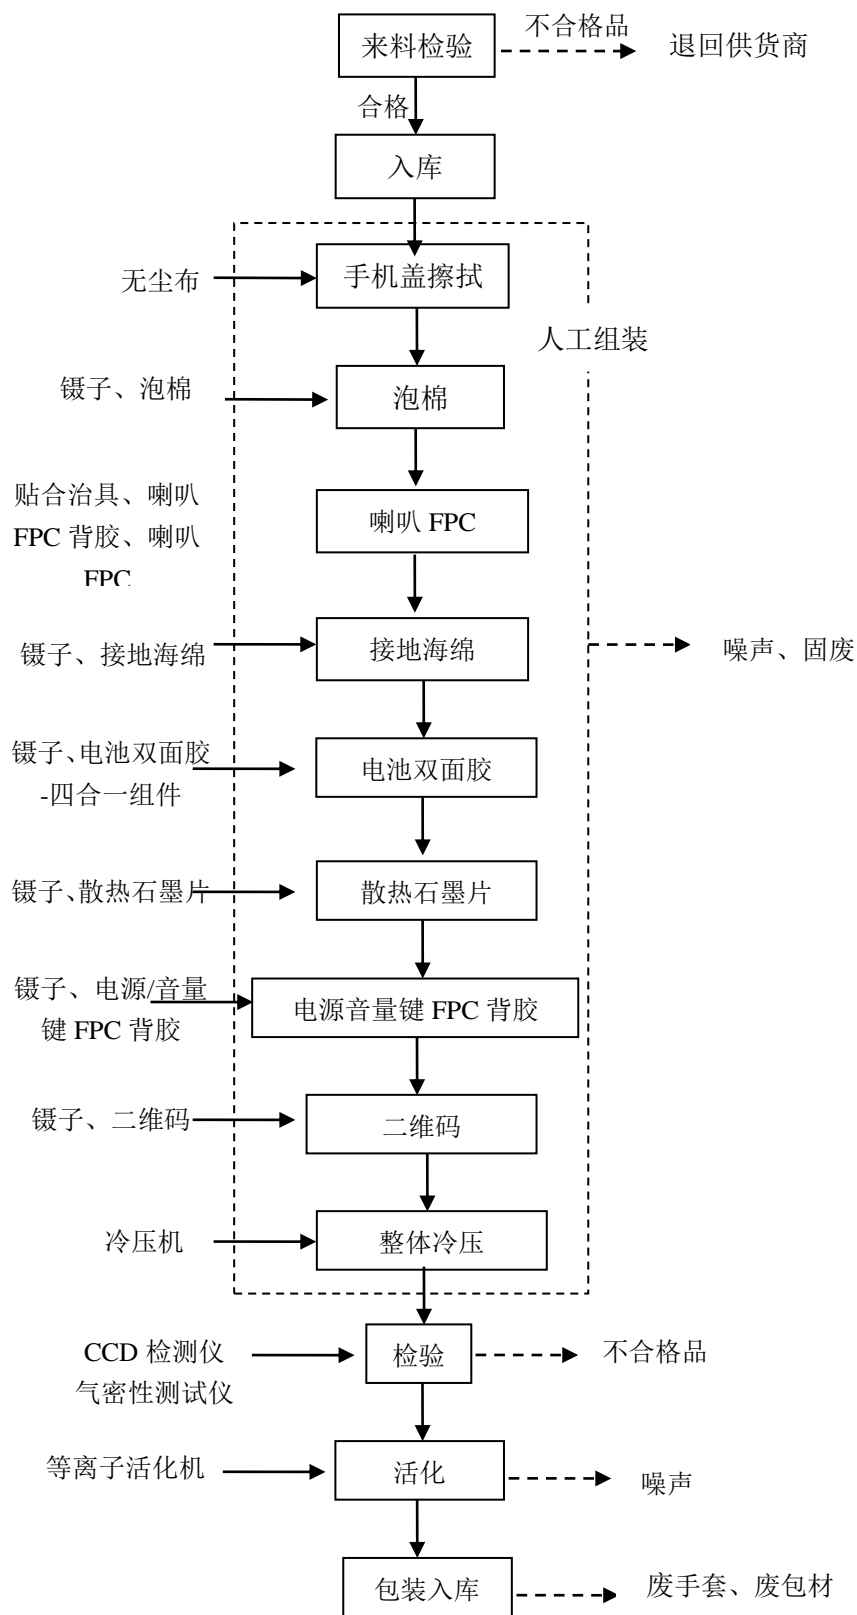 来料检验
不合格品
退回供货商
合格
入库
无尘布
手机盖擦拭
人工组装
镊子、泡棉
泡棉
贴合治具、喇叭
FPC 背胶、喇叭
FPC
喇叭 FPC
镊子、接地海绵
接地海绵
噪声、固废
镊子、电池双面胶
-四合一组件
电池双面胶
镊子、散热石墨片
散热石墨片
镊子、电源/音量
键 FPC 背胶
电源音量键 FPC 背胶
镊子、二维码
二维码
冷压机
整体冷压
CCD 检测仪
气密性测试仪
检验
不合格品
等离子活化机
活化
噪声
包装入库
废手套、废包材